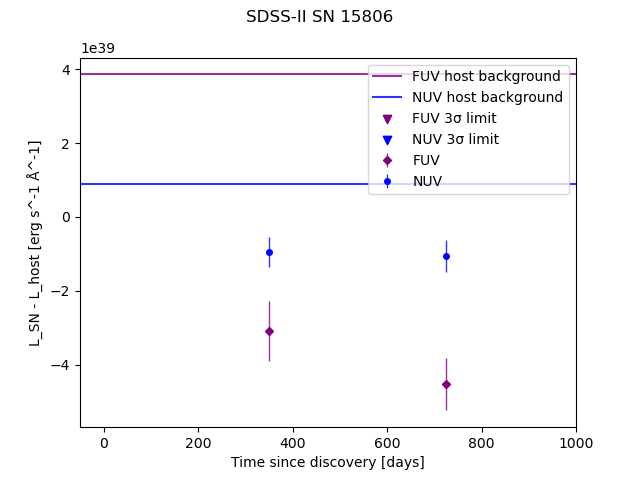 SDSS-II SN 15806
1e39
4
2
0
−2
−4
L_SN - L_host [erg s^-1 Å^-1]
FUV host background
NUV host background
FUV 3σ limit
NUV 3σ limit
FUV
NUV
0 200 400 600 800 1000
Time since discovery [days]